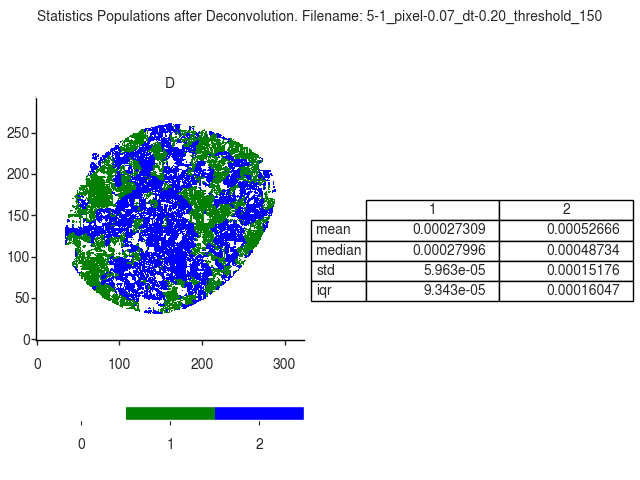 Statistics Populations after Deconvolution. Filename: 5-1_pixel-0.07_dt-0.20_threshold_150
D
250
200
150
100
50
0
0 100 200 300
0 1 2
1 2
mean 0.00027309 0.00052666
median 0.00027996 0.00048734
std 5.963e-05 0.00015176
iqr 9.343e-05 0.00016047